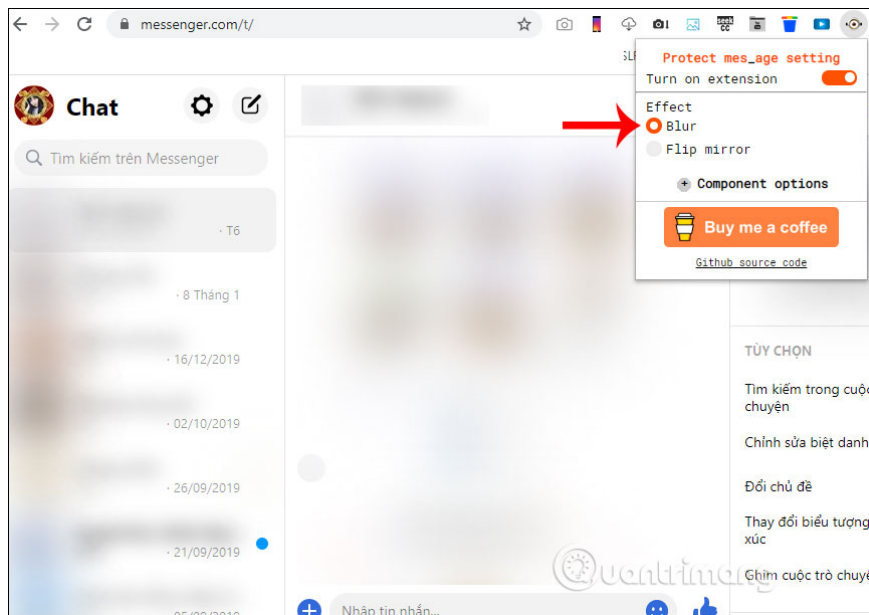 messenger.com/t/
Protect mes_age setting
Turn on extension
Effect
Blur
Flip mirror
Component options
Buy me a coffee
Github source code
Chat
Tìm kiếm trên Messenger
· T6
· 8 Tháng 1
· 16/12/2019
· 02/10/2019
· 26/09/2019
· 21/09/2019
05/09/2019
Nhập tin nhắn...
TÙY CHỌN
Tìm kiếm trong cuộc
chuyện
Chỉnh sửa biệt danh
Đổi chủ đề
Thay đổi biểu tượng
xúc
Ghim cuộc trò chuyệ
Quantrimang